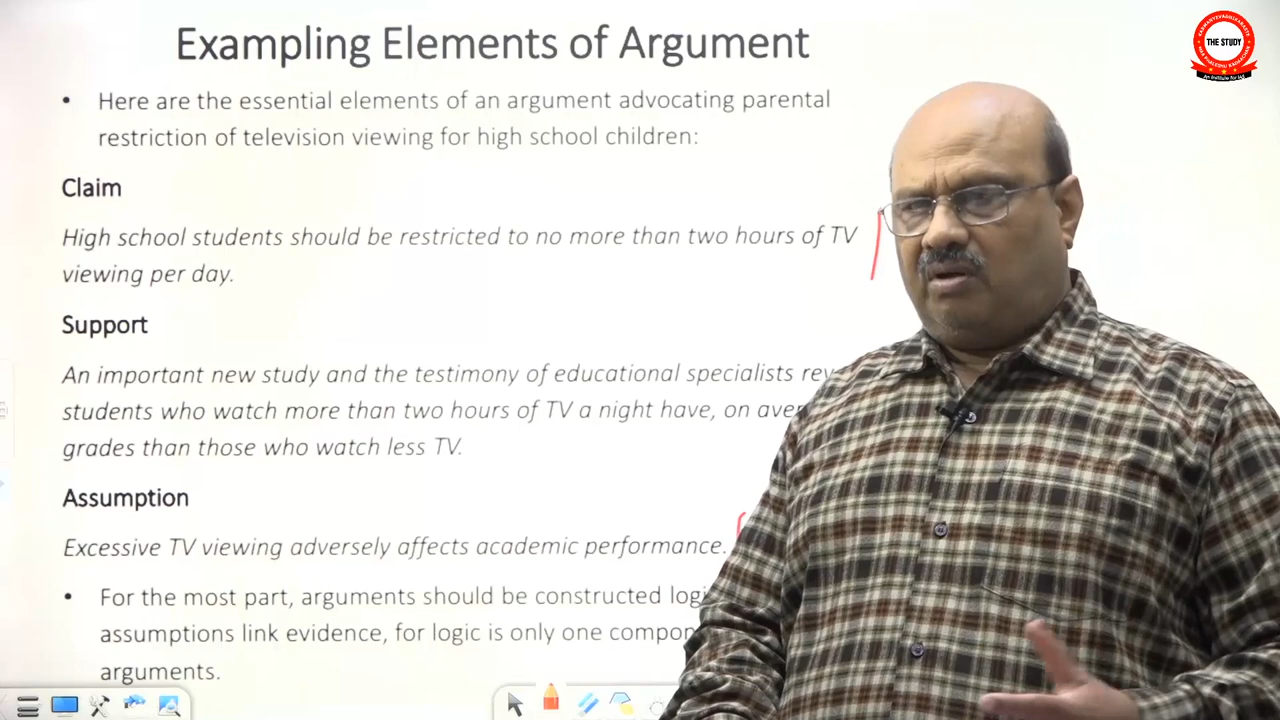 Exampling Elements of Argument
• Here are the essential elements of an argument advocating parental
restriction of television viewing for high school children:
Claim
High school students should be restricted to no more than two hours of TV
viewing per day.
Support
An important new study and the testimony of educational specialists
students who watch more than two hours of TV a night have, on
grades than those who watch less TV.
Assumption
Excessive TV viewing adversely affects academic performance.
• For the most part, arguments should be constructed
assumptions link evidence, for logic is only one
arguments.
THE STUDY
An Institute for IAS